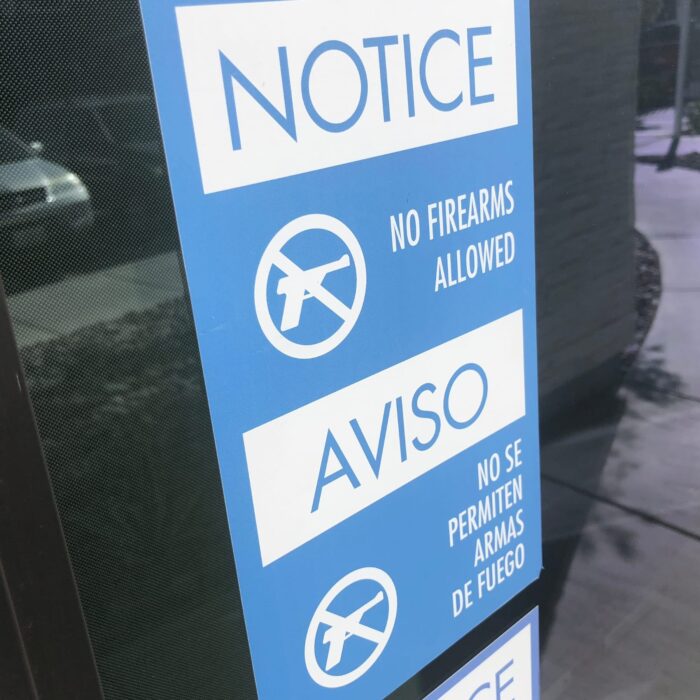 NOTICE
NO FIREARMS
ALLOWED
AVISO
NO SE
PERMITEN
ARMAS
DE FUEGO